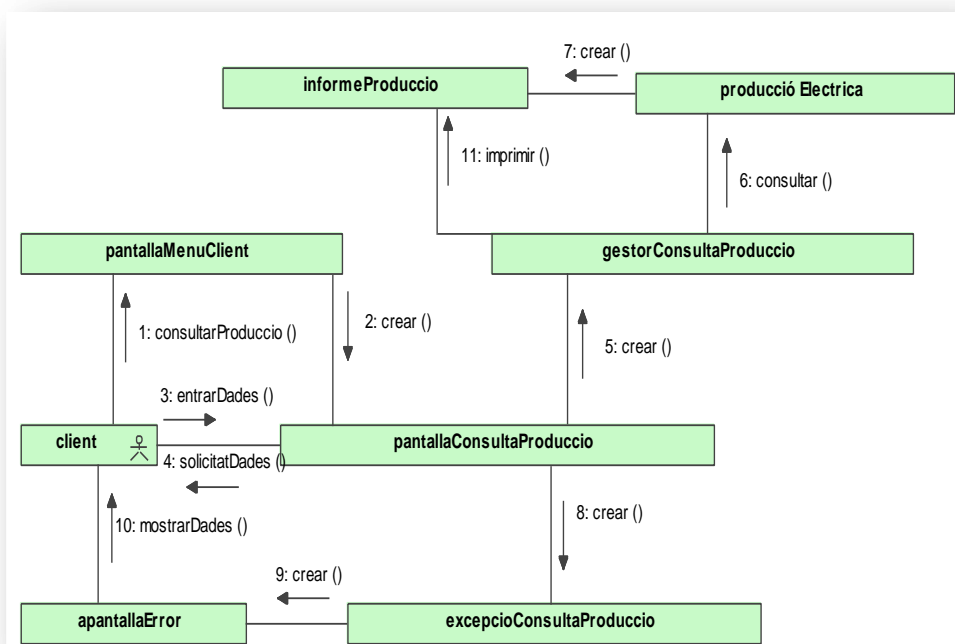 7: crear ()
informeProduccio
producció Electrica
11: imprimir ()
6: consultar ()
pantallaMenuClient
gestorConsultaProduccio
2: crear ()
1: consultarProduccio ()
5: crear ()
3: entrarDades ()
client
pantallaConsultaProduccio
4: solicitatDades ()
8: crear ()
10: mostrarDades ()
9: crear ()
apantallaError
excepcioConsultaProduccio